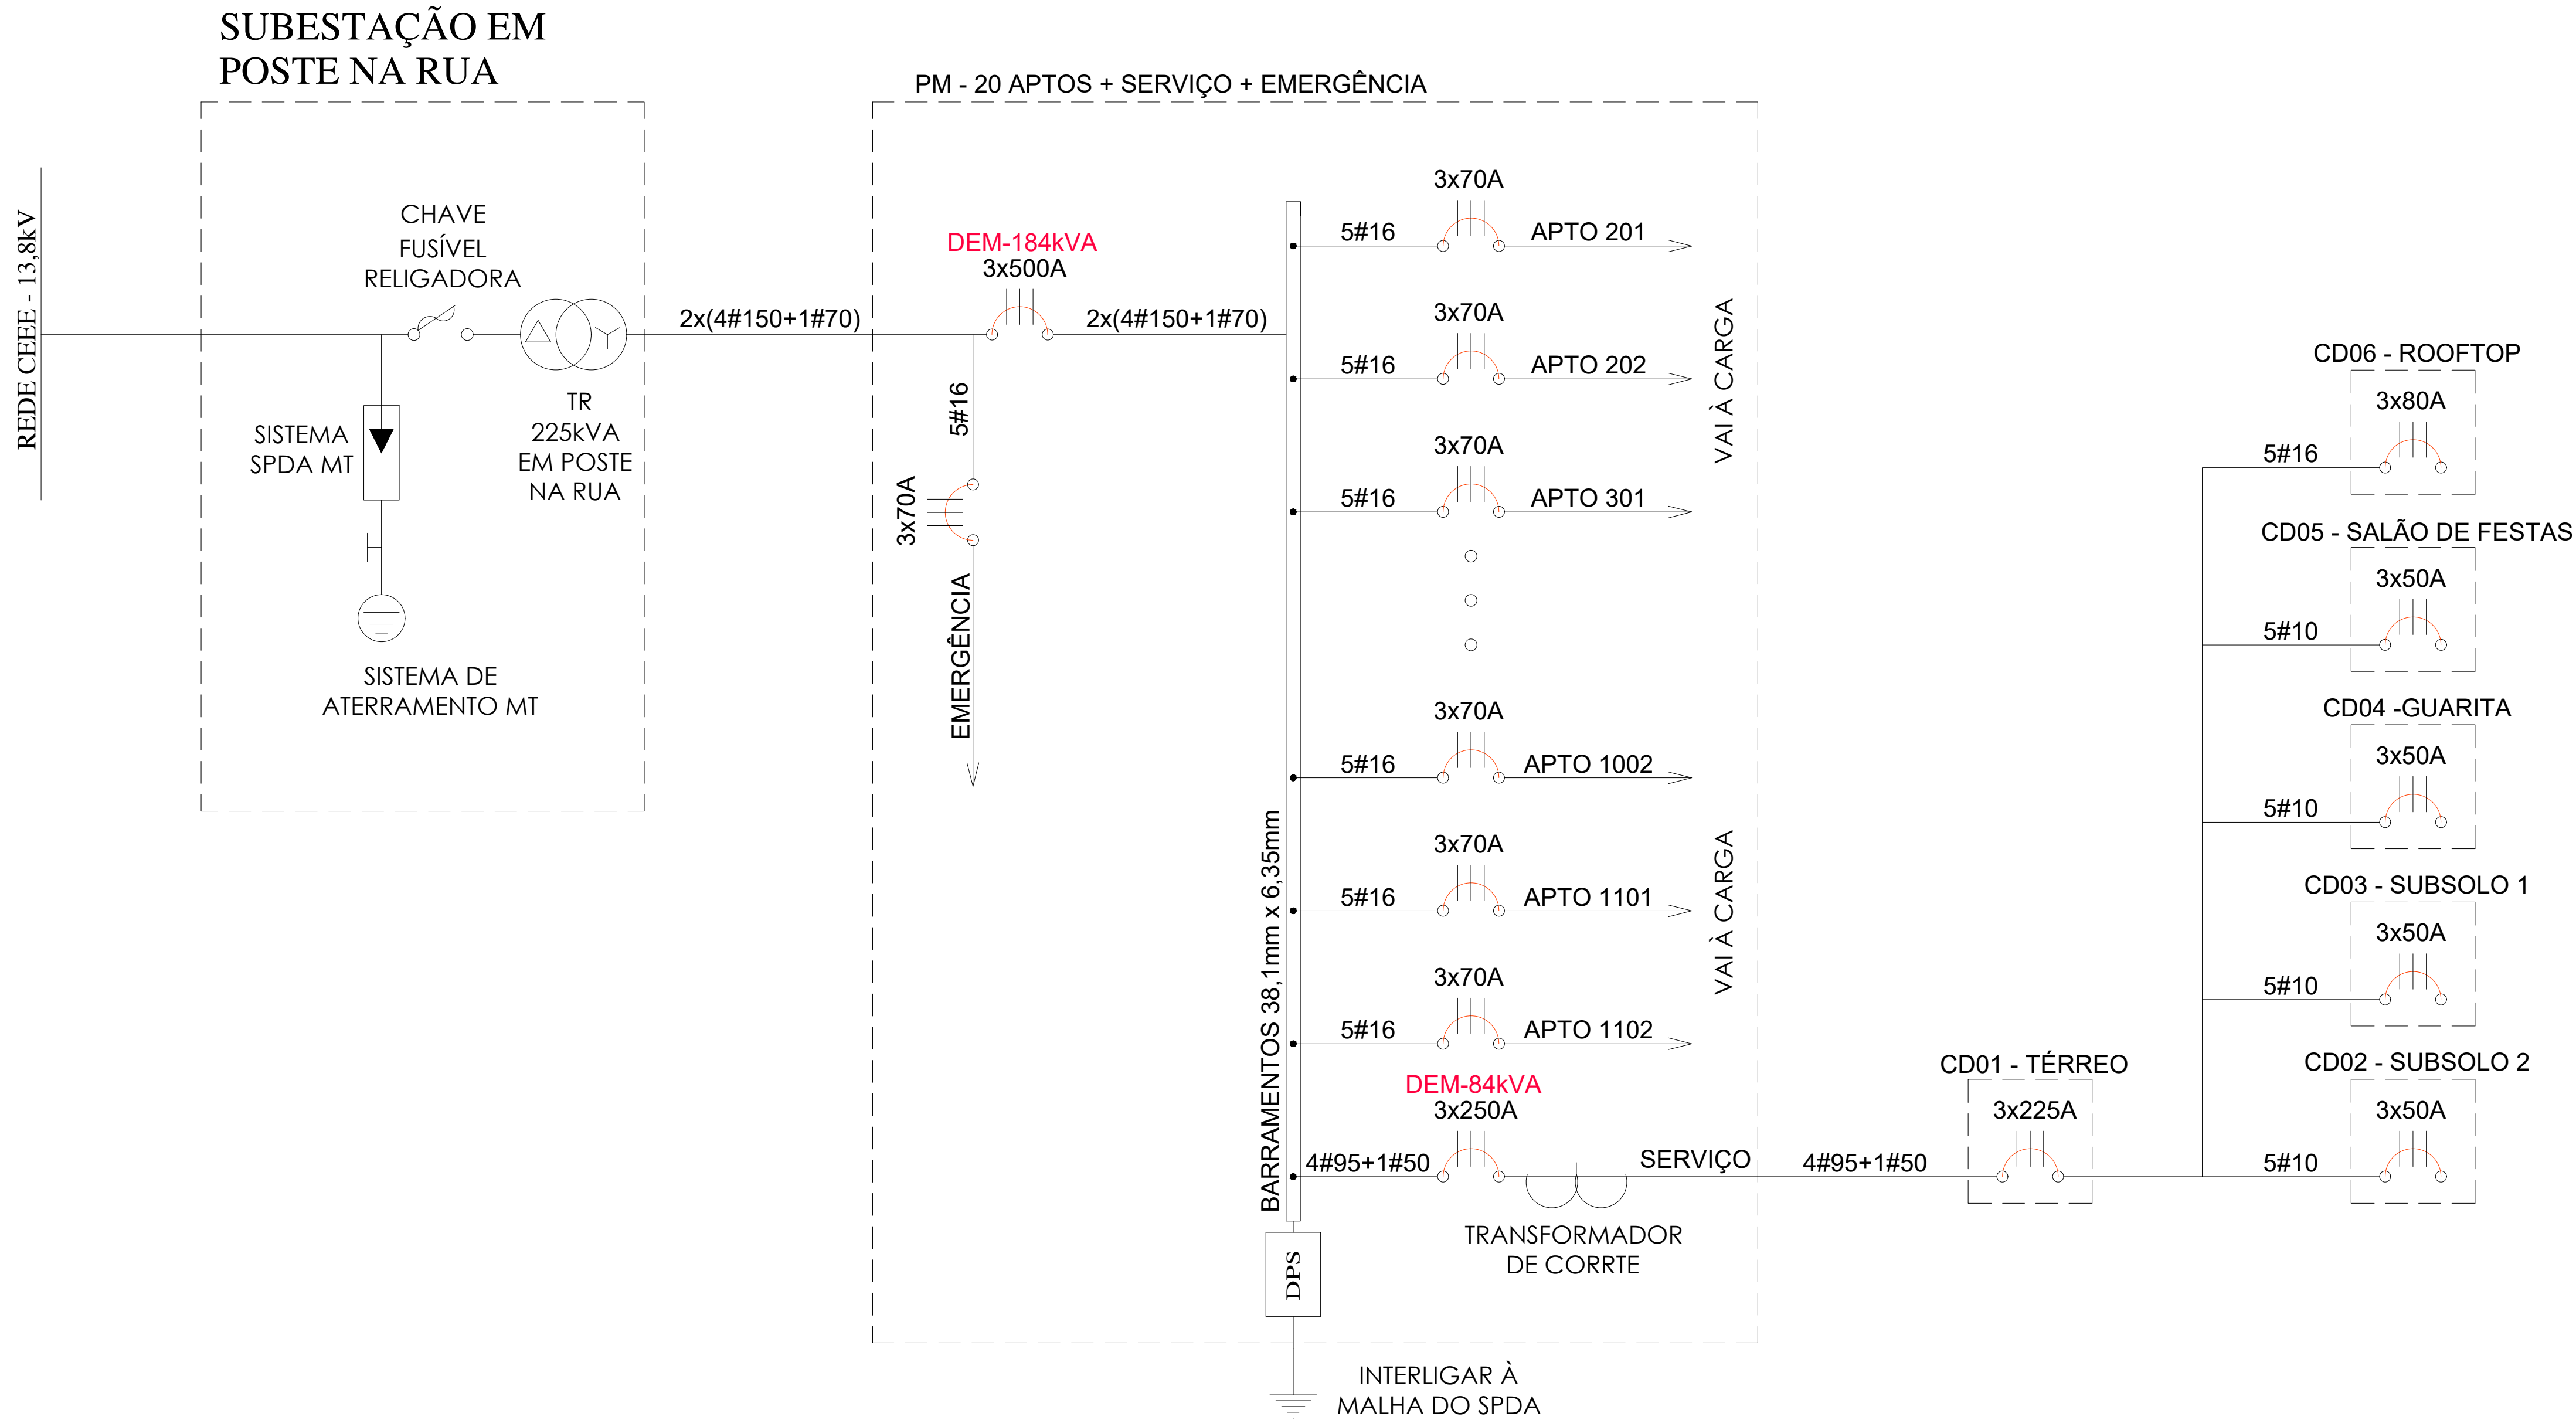 SUBESTAÇÃO EM
POSTE NA RUA
REDE CEEE - 13,8kV
CHAVE
FUSÍVEL
RELIGADORA
SISTEMA
SPDA MT
TR
225kVA
EM POSTE
NA RUA
SISTEMA DE
ATERRAMENTO MT
2x(4#150+1#70)
PM - 20 APTOS + SERVIÇO + EMERGÊNCIA
DEM-184kVA
3x500A
2x(4#150+1#70)
5#16
3x70A
EMERGÊNCIA
BARRAMENTOS 38,1mm x 6,35mm
3x70A
5#16
APTO 201
3x70A
5#16
APTO 202
3x70A
5#16
APTO 301
VAI À CARGA
3x70A
5#16
APTO 1002
3x70A
5#16
APTO 1101
3x70A
5#16
APTO 1102
VAI À CARGA
DEM-84kVA
3x250A
4#95+1#50
SERVIÇO
TRANSFORMADOR
DE CORRTE
DPS
INTERLIGAR À
MALHA DO SPDA
4#95+1#50
CD01 - TÉRREO
3x225A
CD06 - ROOFTOP
3x80A
5#16
CD05 - SALÃO DE FESTAS
3x50A
5#10
CD04 -GUARITA
3x50A
5#10
CD03 - SUBSOLO 1
3x50A
5#10
CD02 - SUBSOLO 2
3x50A
5#10